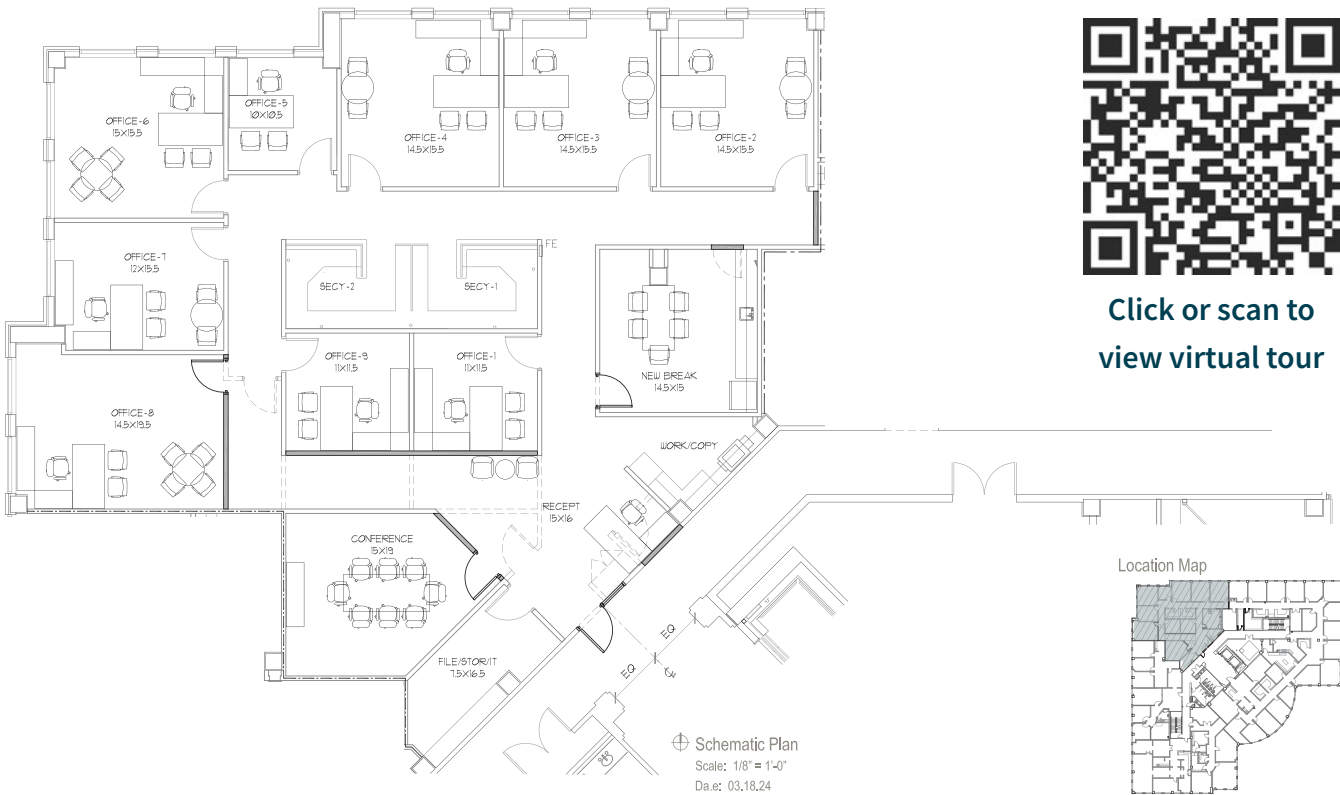 OFFICE-6
15X15.5
OFFICE-5
10X10.5
OFFICE-4
14.5X15.5
OFFICE-3
14.5X15.5
OFFICE-2
14.5X15.5
OFFICE-7
12X15.5
SECY-2
SECY-1
FE
OFFICE-9
11X11.5
OFFICE-1
11X11.5
NEW BREAK
14.5X15
OFFICE-8
14.5X19.5
WORK/COPY
RECEPT
15X16
CONFERENCE
15X19
FILE/STOR/IT
7.5X16.5
EQ
EQ
Schematic Plan
Scale: 1/8" = 1'-0"
Da.e: 03.18.24
Click or scan to
view virtual tour
Location Map